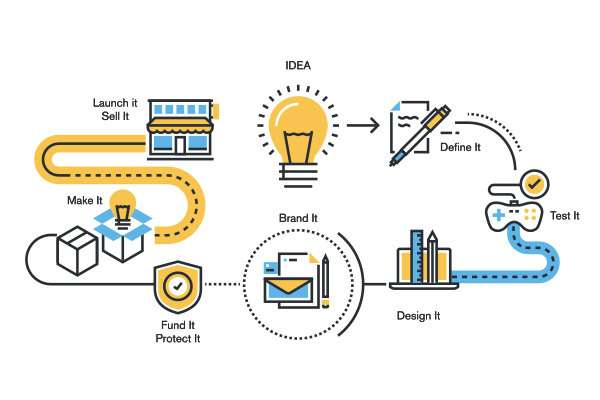 IDEA
Define It
Test It
Design It
Brand It
Fund It
Protect It
Make It
Launch it
Sell It